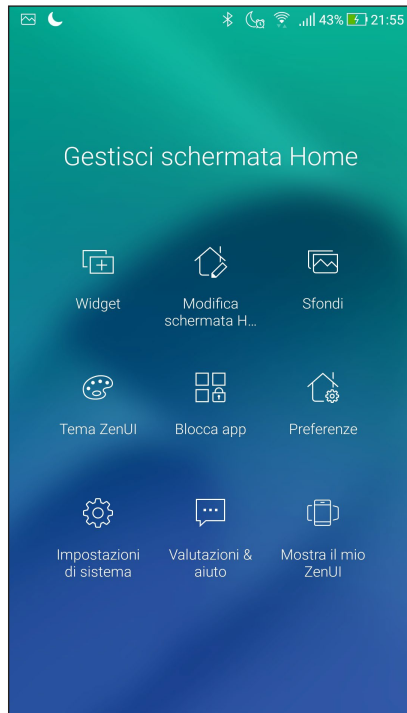 43% 21:55
Gestisci schermata Home
Widget
Modifica
schermata H...
Sfondi
Tema ZenUI
Blocca app
Preferenze
Impostazioni
di sistema
Valutazioni &
aiuto
Mostra il mio
ZenUI